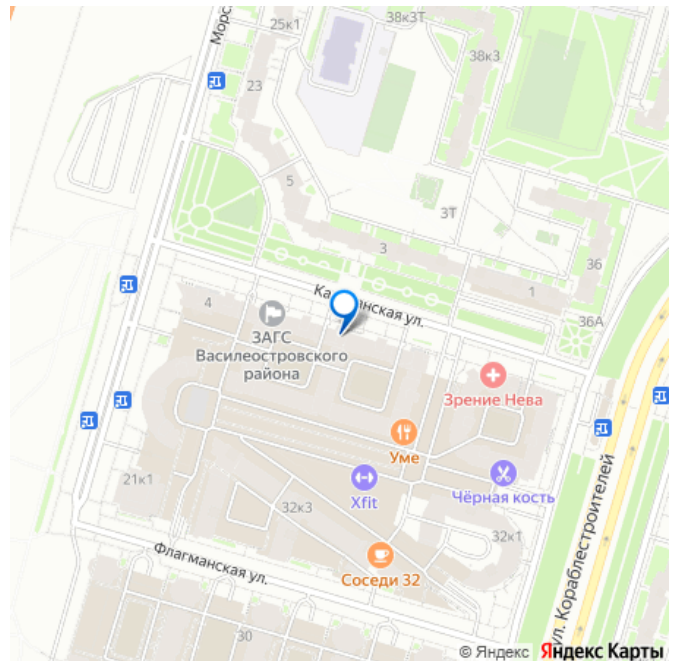 25к1
38к3Т
Морс
38к3
23
5
3Т
3
36
1
Ка
анская ул.
4
36А
ЗАГС
Василеостровского
района
Зрение Нева
Уме
21к1
Xfit
Чёрная кость
32к3
32к1
Флагманская ул.
Соседи 32
ул. Кораблестроителей
30
© Яндекс Яндекс Карты